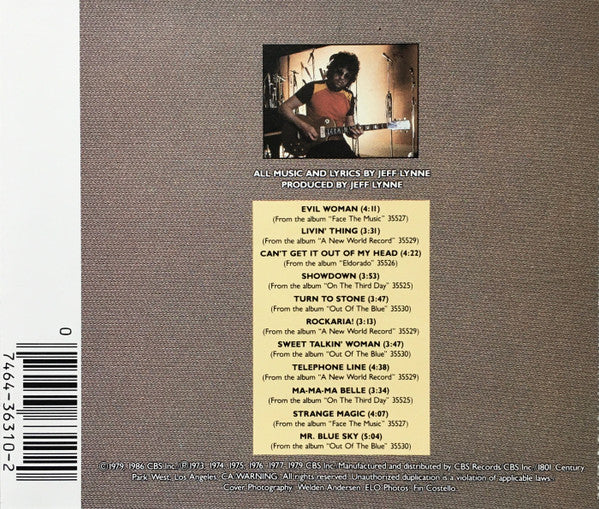 ALL MUSIC AND LYRICS BY JEFF LYNNE
PRODUCED BY JEFF LYNNE
EVIL WOMAN (4:11)
(From the album "Face The Music" 35527)
LIVIN' THING (3:31)
(From the album "A New World Record" 35529)
CAN'T GET IT OUT OF MY HEAD (4:22)
(From the album "Eldorado" 35526)
SHOWDOWN (3:53)
(From the album "On The Third Day" 35525)
TURN TO STONE (3:47)
(From the album "Out Of The Blue" 35530)
ROCKARIA! (3:13)
(From the album "A New World Record" 35529)
SWEET TALKIN' WOMAN (3:47)
(From the album "Out Of The Blue" 35530)
TELEPHONE LINE (4:38)
(From the album "A New World Record" 35529)
MA-MA-MA BELLE (3:34)
(From the album "On The Third Day" 35525)
STRANGE MAGIC (4:07)
(From the album "Face The Music" 35527)
MR. BLUE SKY (5:04)
(From the album "Out Of The Blue" 35530)
© 1979, 1986 CBS Inc./℗ 1973, 1974, 1975, 1976, 1977, 1979 CBS Inc./Manufactured and distributed by CBS Records, CBS Inc./1801 Century
Park West, Los Angeles, CA./WARNING: All rights reserved. Unauthorized duplication is a violation of applicable laws./
Cover Photography: Welden Andersen/ELO Photos: Fin Costello.
0
7464-36310-2